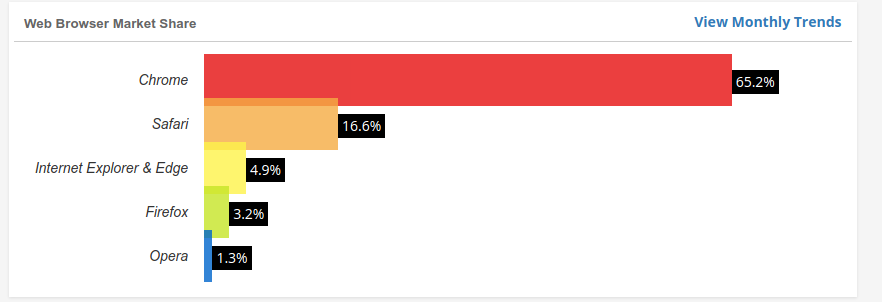 Web Browser Market Share
View Monthly Trends
Chrome
65.2%
Safari
16.6%
Internet Explorer & Edge
4.9%
Firefox
3.2%
Opera
1.3%